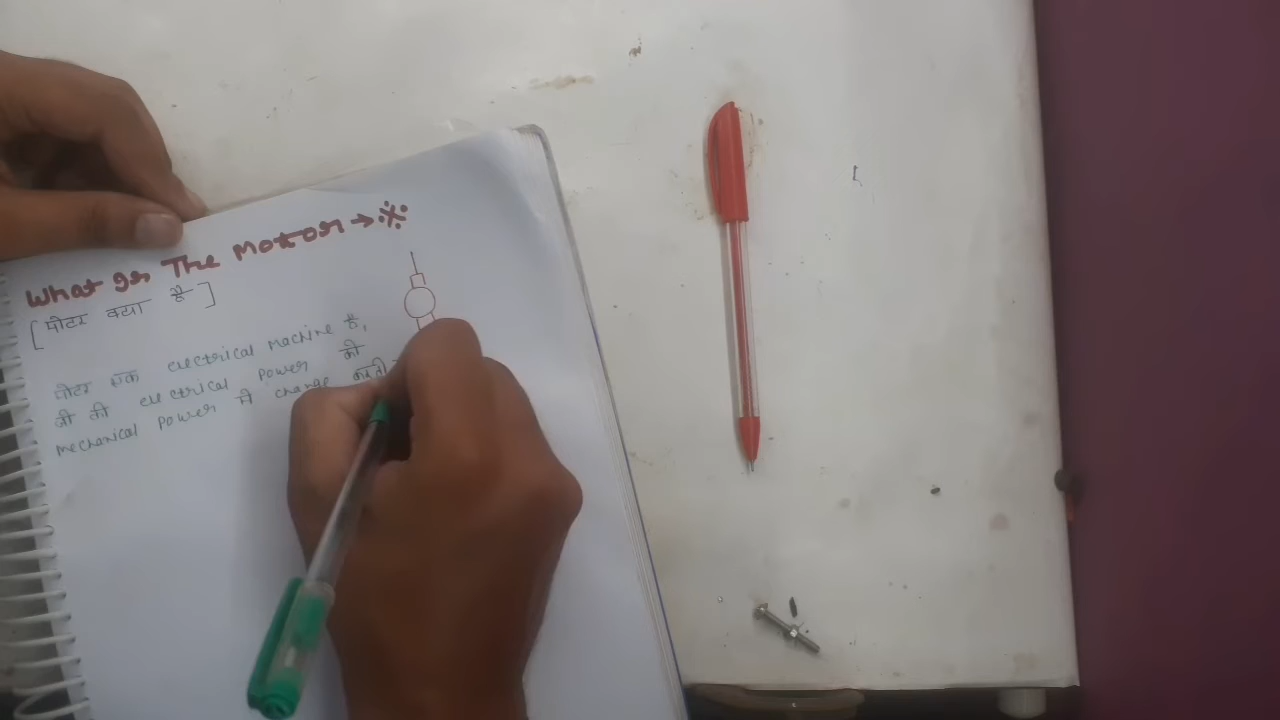 What Is The Motor → ※
[मोटर क्या है]
मोटर एक electrical machine है,
जो की electrical power को
mechanical power में change करती